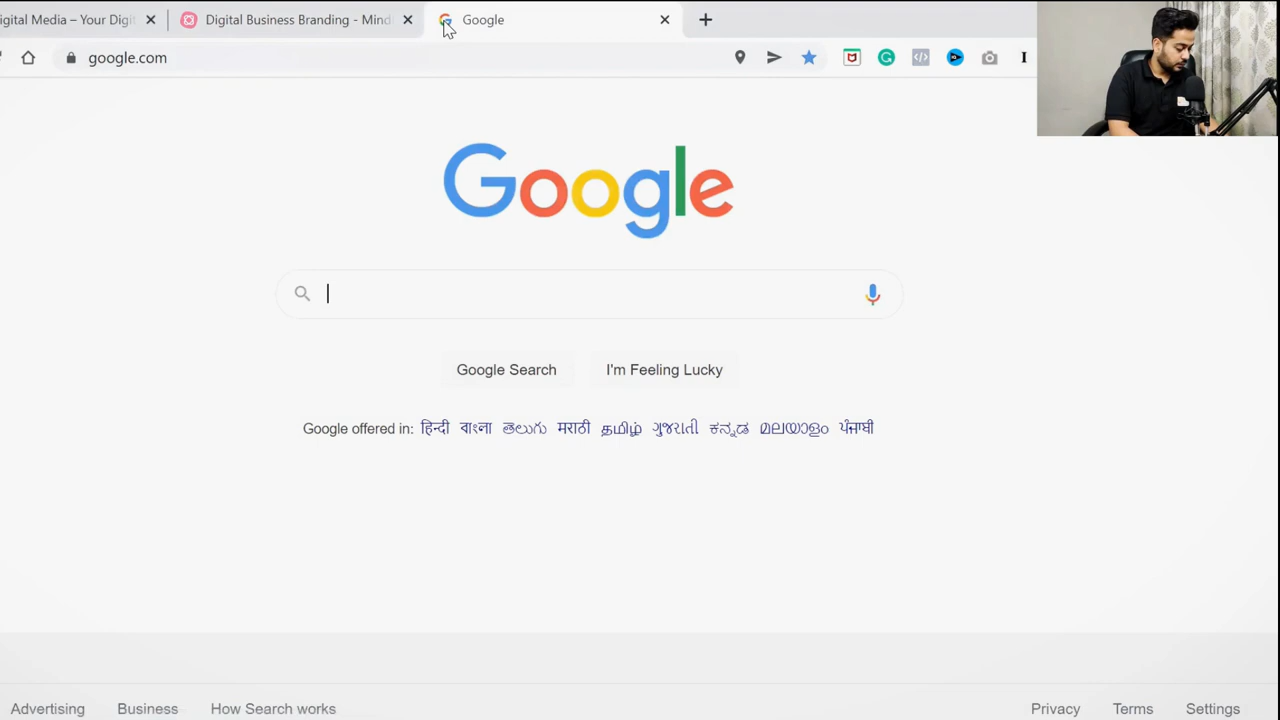 igital Media – Your Digit
Digital Business Branding - Mind
Google
google.com
Google
Google Search
I'm Feeling Lucky
Google offered in: हिन्दी বাংলা తెలుగు मराठी தமிழ் ગુજરાતી ಕನ್ನಡ മലയാളം ਪੰਜਾਬੀ
Advertising Business How Search works Privacy Terms Settings